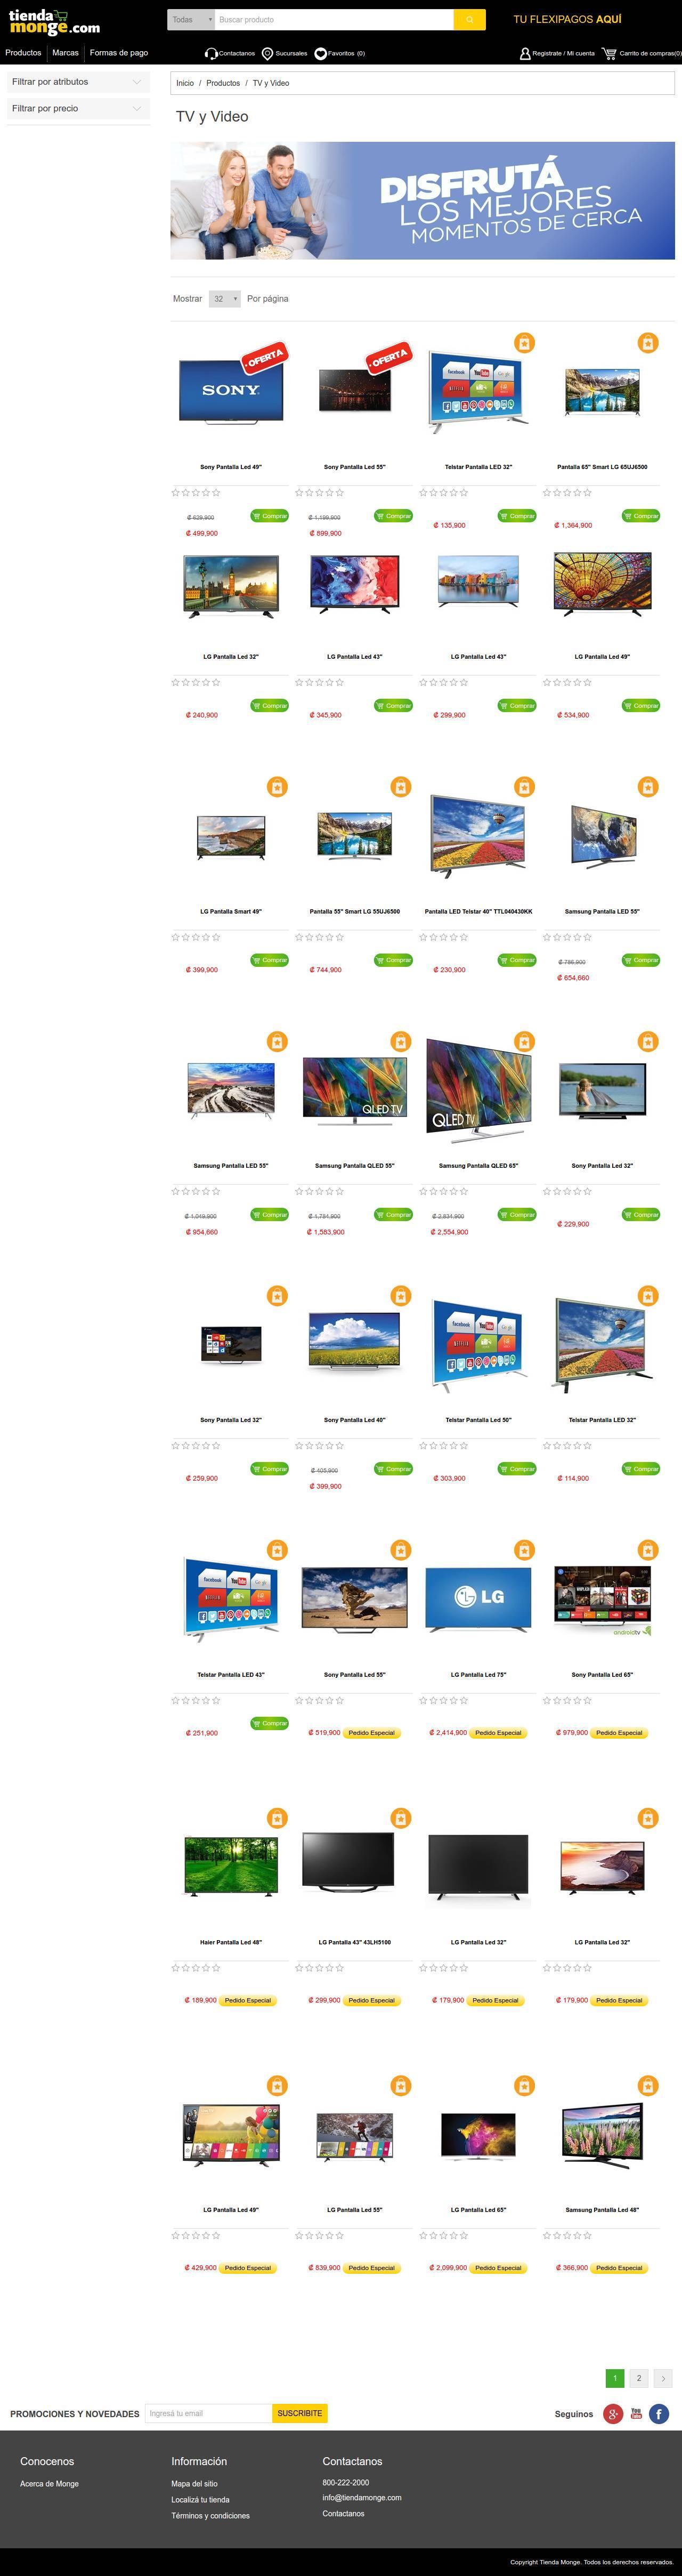 tienda
monge.com
Todas
Buscar producto
TU FLEXIPAGOS AQUÍ
Productos
Marcas
Formas de pago
Contactanos
Sucursales
Favoritos (0)
Registrate / Mi cuenta
Carrito de compras(0)
Filtrar por atributos
Filtrar por precio
Inicio / Productos / TV y Video
TV y Video
DISFRUTÁ
LOS MEJORES
MOMENTOS DE CERCA
Mostrar 32 Por página
OFERTA
SONY
OFERTA
facebook YouTube Google
NETFLIX
Sony Pantalla Led 49" Sony Pantalla Led 55" Telstar Pantalla LED 32" Pantalla 65" Smart LG 65UJ6500
₡ 629,900 Comprar ₡ 1,199,900 Comprar Comprar Comprar
₡ 135,900 ₡ 1,364,900
₡ 499,900 ₡ 899,900
LG Pantalla Led 32" LG Pantalla Led 43" LG Pantalla Led 43" LG Pantalla Led 49"
Comprar Comprar Comprar Comprar
₡ 240,900 ₡ 345,900 ₡ 299,900 ₡ 534,900
LG Pantalla Smart 49" Pantalla 55" Smart LG 55UJ6500 Pantalla LED Telstar 40" TTL040430KK Samsung Pantalla LED 55"
Comprar Comprar Comprar ₡ 798,900 Comprar
₡ 399,900 ₡ 744,900 ₡ 230,900
₡ 654,660
QLED TV
QLED TV
Samsung Pantalla LED 55" Samsung Pantalla QLED 55" Samsung Pantalla QLED 65" Sony Pantalla Led 32"
₡ 1,049,900 Comprar ₡ 1,794,900 Comprar ₡ 2,834,900 Comprar Comprar
₡ 229,900
₡ 954,660 ₡ 1,583,900 ₡ 2,554,900
facebook YouTube Google
NETFLIX
Sony Pantalla Led 32" Sony Pantalla Led 40" Telstar Pantalla Led 50" Telstar Pantalla LED 32"
Comprar ₡ 405,900 Comprar Comprar Comprar
₡ 259,900 ₡ 303,900 ₡ 114,900
₡ 399,900
facebook YouTube Google
NETFLIX
LG
androidtv
Telstar Pantalla LED 43" Sony Pantalla Led 55" LG Pantalla Led 75" Sony Pantalla Led 65"
Comprar
₡ 251,900 ₡ 519,900 Pedido Especial ₡ 2,414,900 Pedido Especial ₡ 979,900 Pedido Especial
Haier Pantalla Led 48" LG Pantalla 43" 43LH5100 LG Pantalla Led 32" LG Pantalla Led 32"
₡ 189,900 Pedido Especial ₡ 299,900 Pedido Especial ₡ 179,900 Pedido Especial ₡ 179,900 Pedido Especial
LG Pantalla Led 49" LG Pantalla Led 55" LG Pantalla Led 65" Samsung Pantalla Led 48"
₡ 429,900 Pedido Especial ₡ 839,900 Pedido Especial ₡ 2,099,900 Pedido Especial ₡ 366,900 Pedido Especial
1 2
PROMOCIONES Y NOVEDADES Ingresá tu email SUSCRIBITE
Seguinos g+ You Tube f
Conocenos
Acerca de Monge
Información
Mapa del sitio
Localizá tu tienda
Términos y condiciones
Contactanos
800-222-2000
info@tiendamonge.com
Contactanos
Copyright Tienda Monge. Todos los derechos reservados.